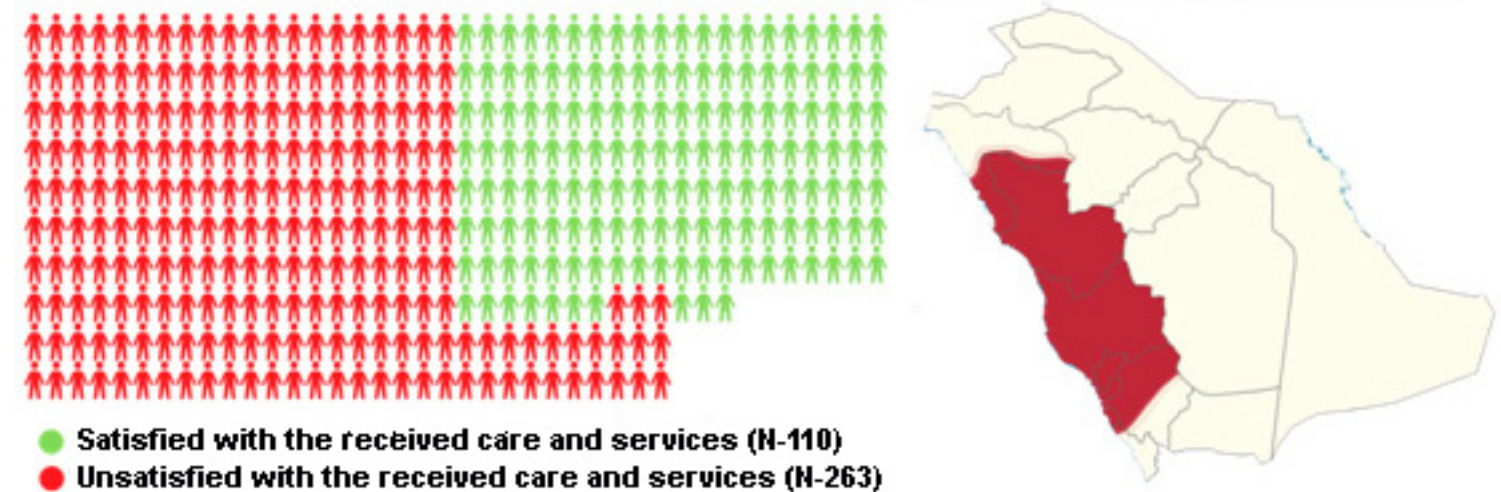 Satisfied with the received care and services (N-110)
Unsatisfied with the received care and services (N-263)